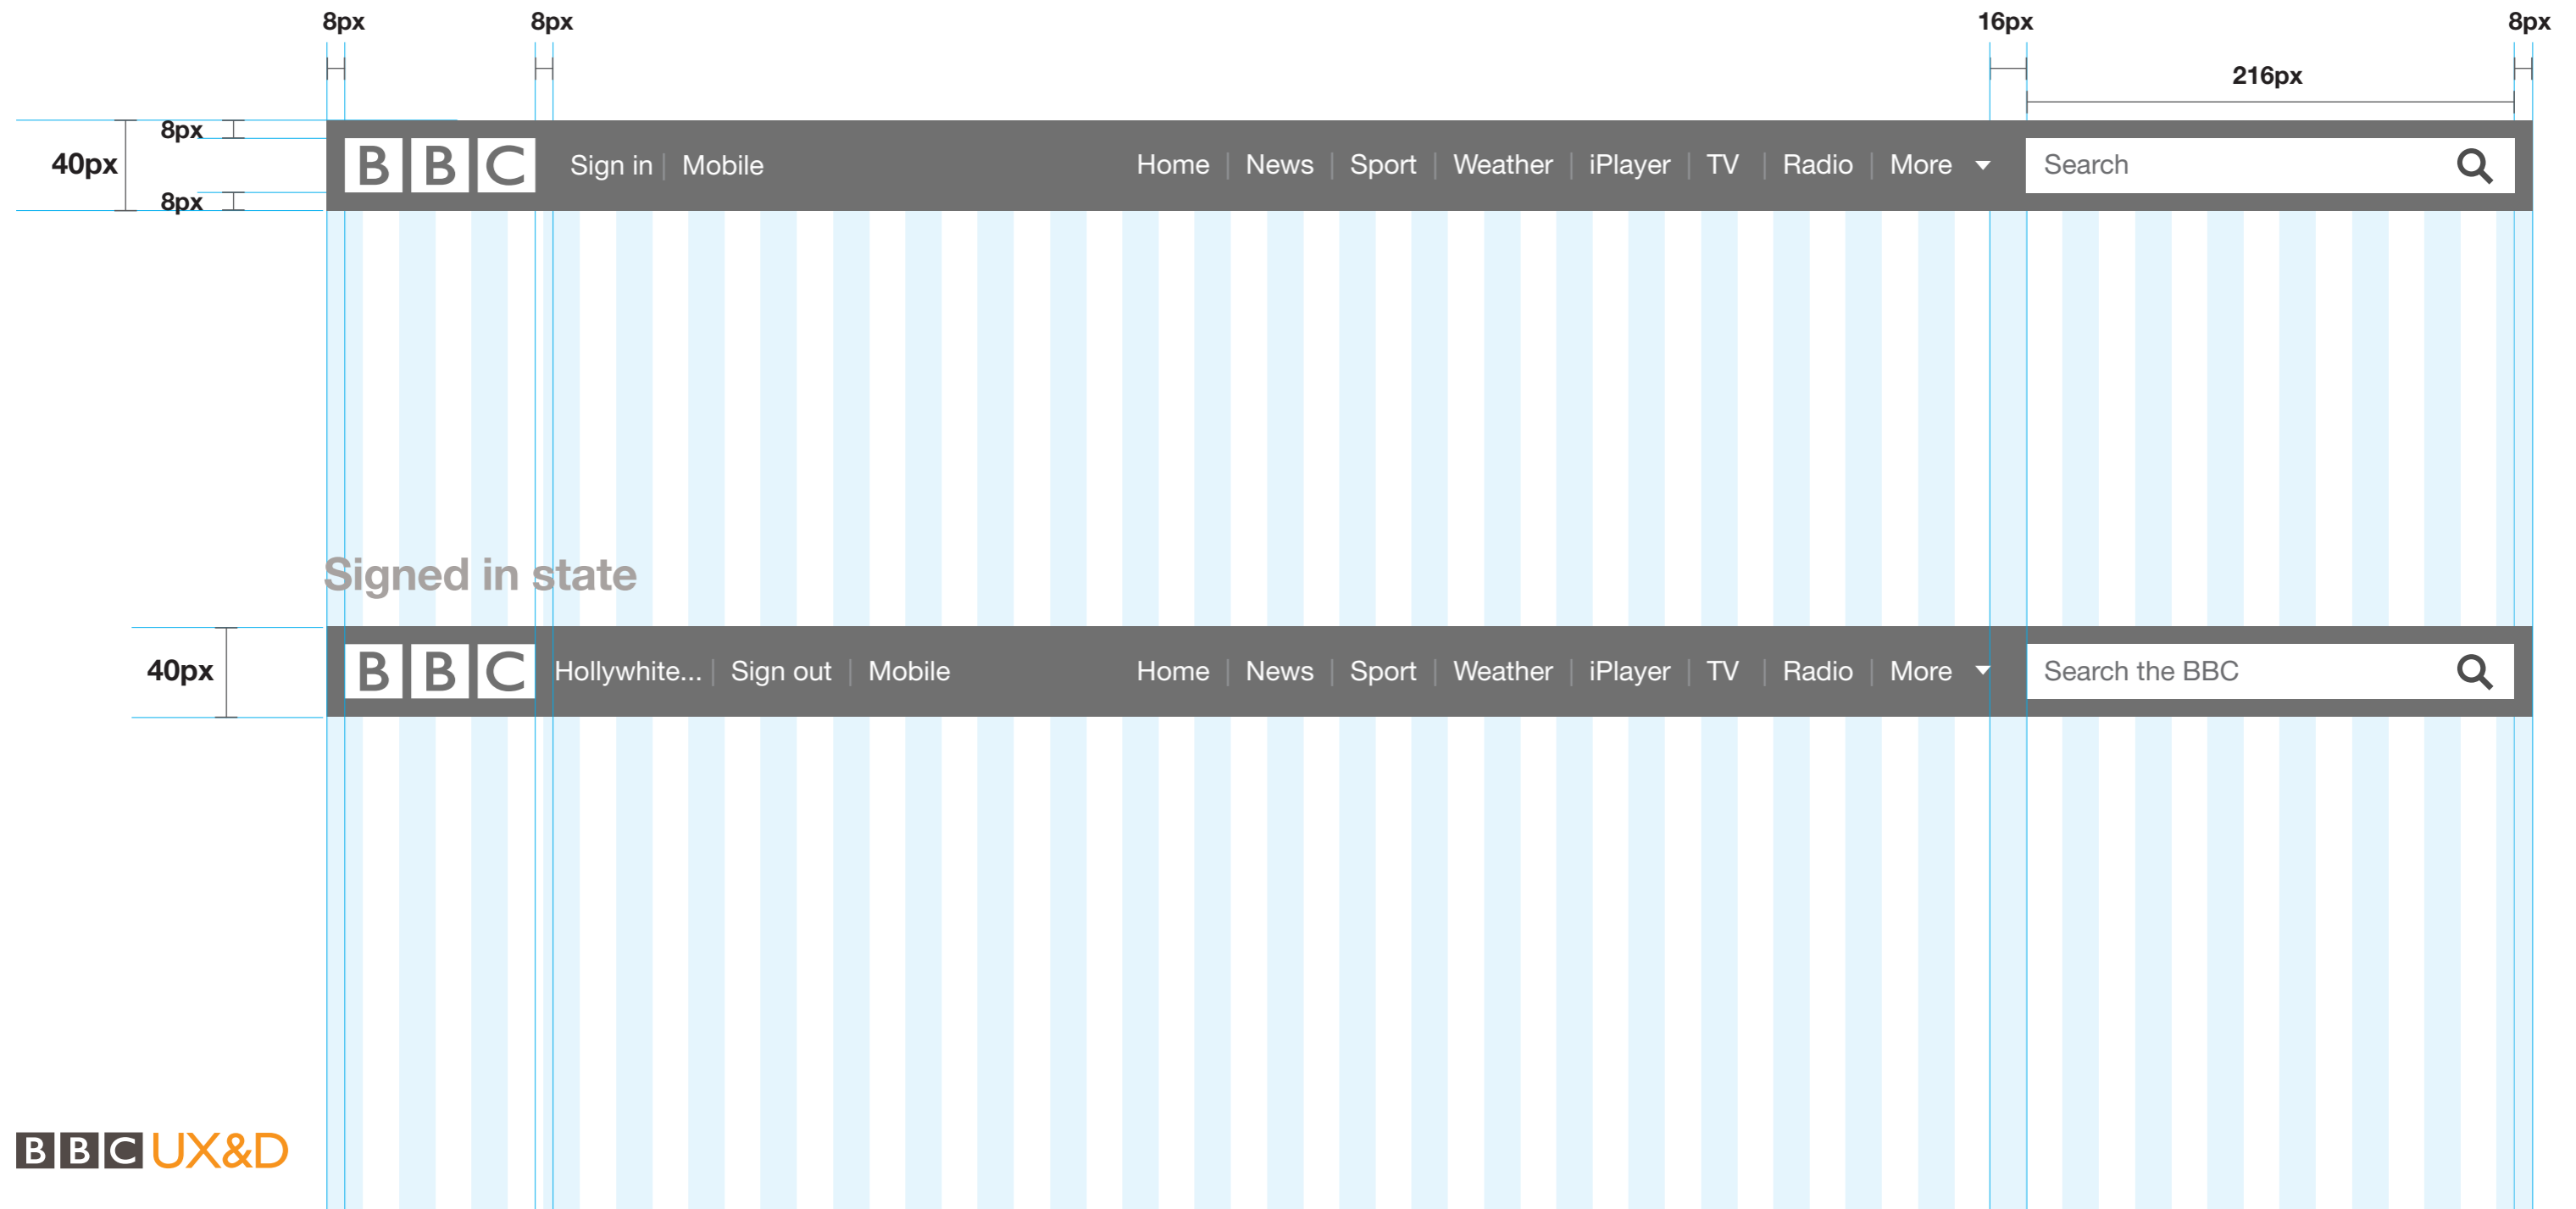 8px 8px 16px 8px
216px
8px
40px
8px
BBC Sign in Mobile Home News Sport Weather iPlayer TV Radio More Search
Signed in state
40px
BBC Hollywhite... Sign out Mobile Home News Sport Weather iPlayer TV Radio More Search the BBC
BBC UX&D